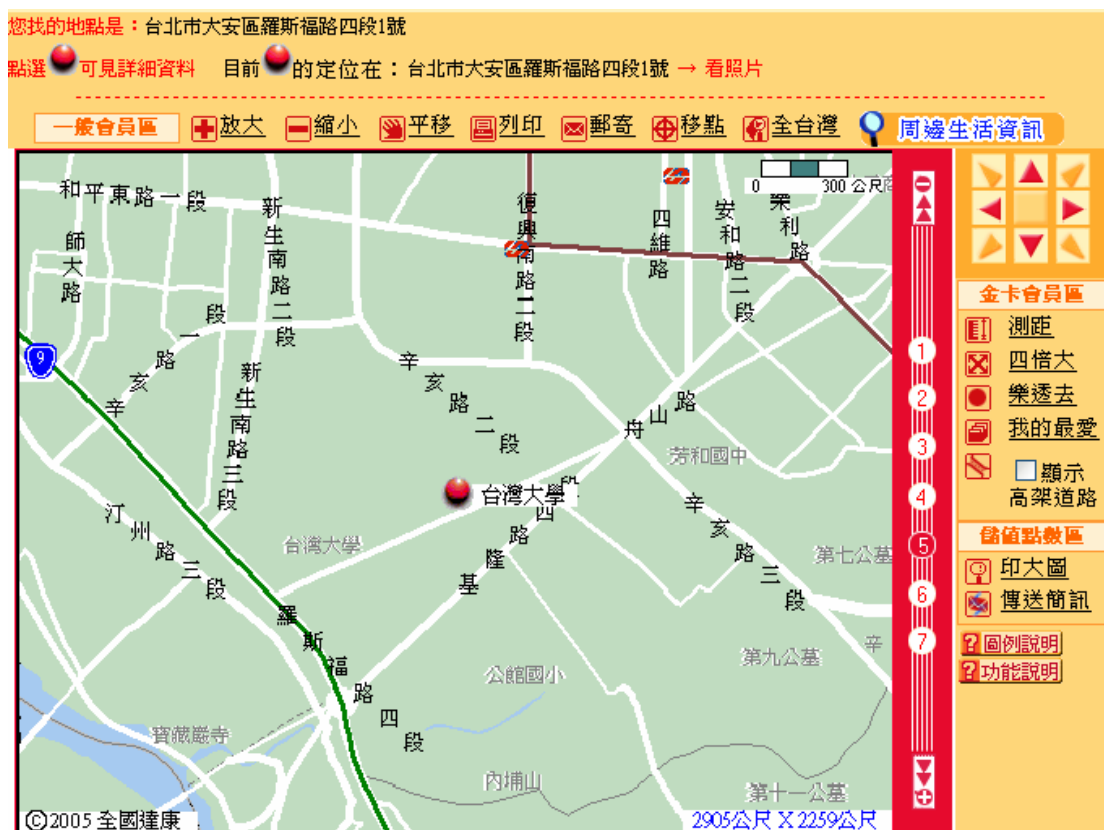 您找的地點是：台北市大安區羅斯福路四段1號
點選 可見詳細資料 目前 的定位在：台北市大安區羅斯福路四段1號 → 看照片
一般會員區 放大 縮小 平移 列印 郵寄 移點 全台灣 周邊生活資訊
0 300 公尺
和平東路一段
師大路
新生南路二段
復興南路二段
四維路
安和路二段
樂利路
9
辛亥路一段
新生南路三段
辛亥路二段
舟山路
芳和國中
台灣大學
台灣大學
基隆路四段
辛亥路三段
第七公墓
汀州路三段
羅斯福路四段
公館國小
第九公墓
辛
寶藏巖寺
內埔山
第十一公墓
©2005 全國達康
2905公尺 X 2259公尺
1
2
3
4
5
6
7
金卡會員區
測距
四倍大
樂透去
我的最愛
顯示
高架道路
儲值點數區
印大圖
傳送簡訊
?圖例說明
?功能說明